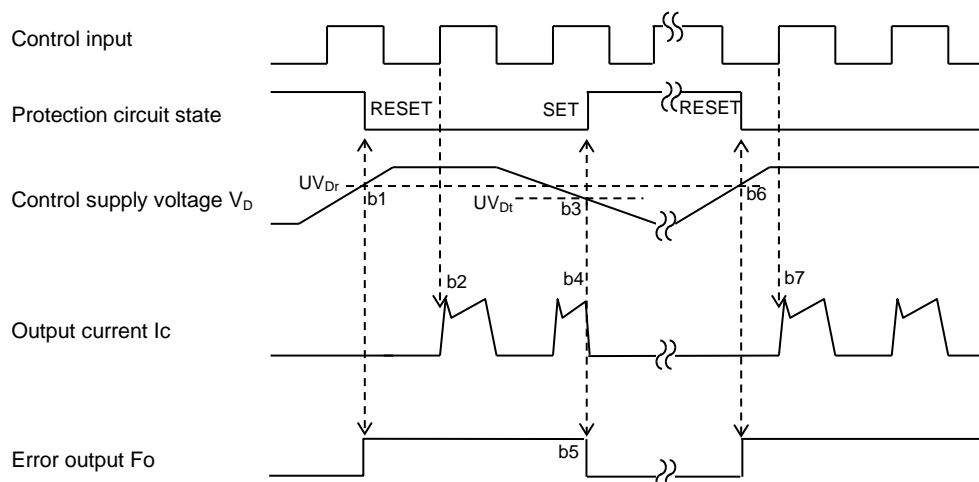 Control input
Protection circuit state
RESET
SET
RESET
Control supply voltage VD
UVDr
b1
UVDt
b3
b6
b2
b4
b7
Output current Ic
Error output Fo
b5